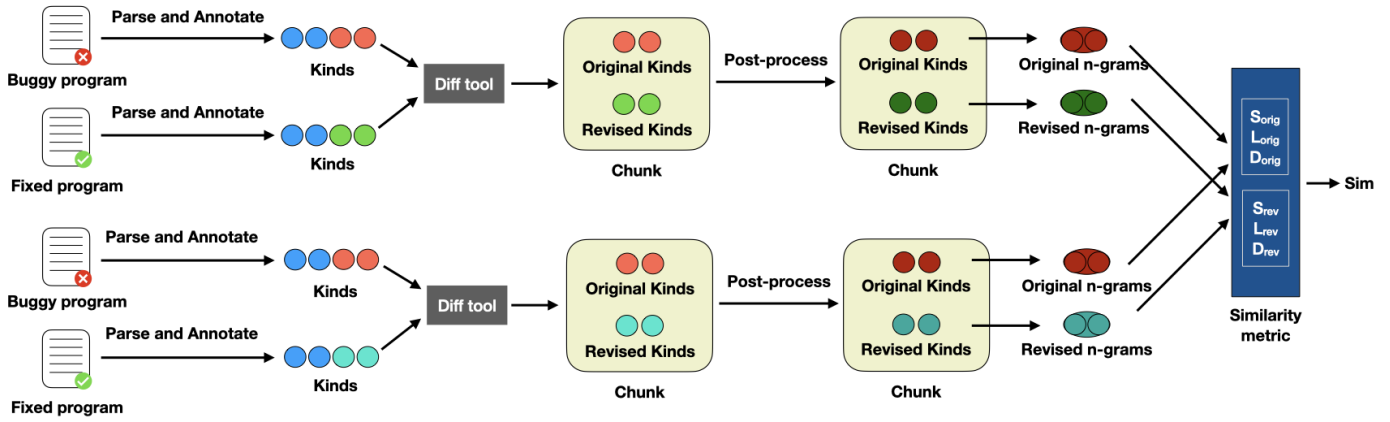 Parse and Annotate
Buggy program
Kinds
Parse and Annotate
Fixed program
Kinds
Diff tool
Original Kinds
Revised Kinds
Chunk
Post-process
Original Kinds
Revised Kinds
Chunk
Original n-grams
Revised n-grams
Parse and Annotate
Buggy program
Kinds
Parse and Annotate
Fixed program
Kinds
Diff tool
Original Kinds
Revised Kinds
Chunk
Post-process
Original Kinds
Revised Kinds
Chunk
Original n-grams
Revised n-grams
Sorig
Lorig
Dorig
Srev
Lrev
Drev
Similarity
metric
Sim